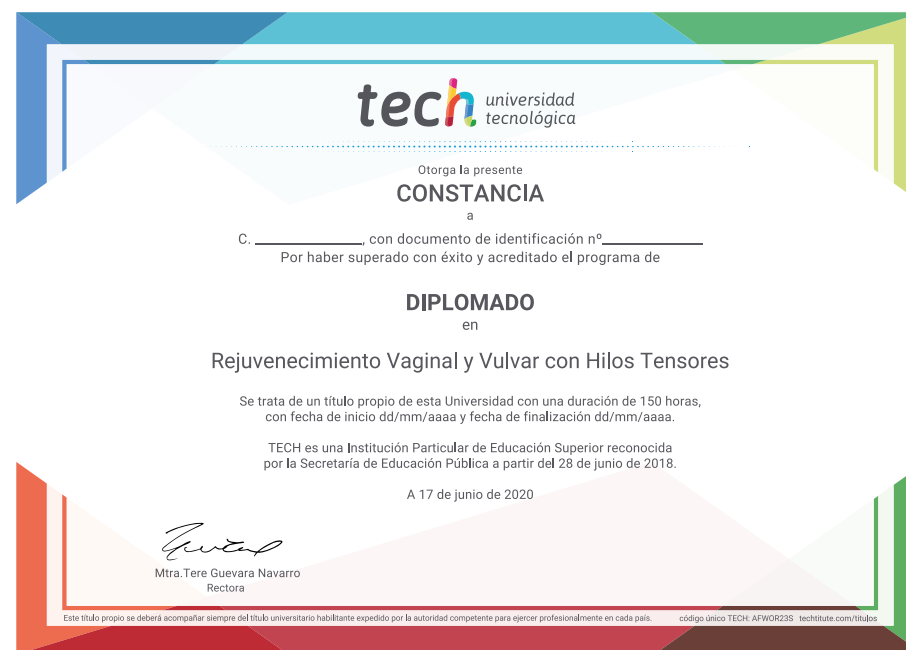 tech universidad
tecnológica
Otorga la presente
CONSTANCIA
a
C. ____________, con documento de identificación nº____________
Por haber superado con éxito y acreditado el programa de
DIPLOMADO
en
Rejuvenecimiento Vaginal y Vulvar con Hilos Tensores
Se trata de un título propio de esta Universidad con una duración de 150 horas,
con fecha de inicio dd/mm/aaaa y fecha de finalización dd/mm/aaaa.
TECH es una Institución Particular de Educación Superior reconocida
por la Secretaría de Educación Pública a partir del 28 de junio de 2018.
A 17 de junio de 2020
Mtra.Tere Guevara Navarro
Rectora
Este título propio se deberá acompañar siempre del título universitario habilitante expedido por la autoridad competente para ejercer profesionalmente en cada país. código único TECH: AFWOR23S techtitute.com/titulos